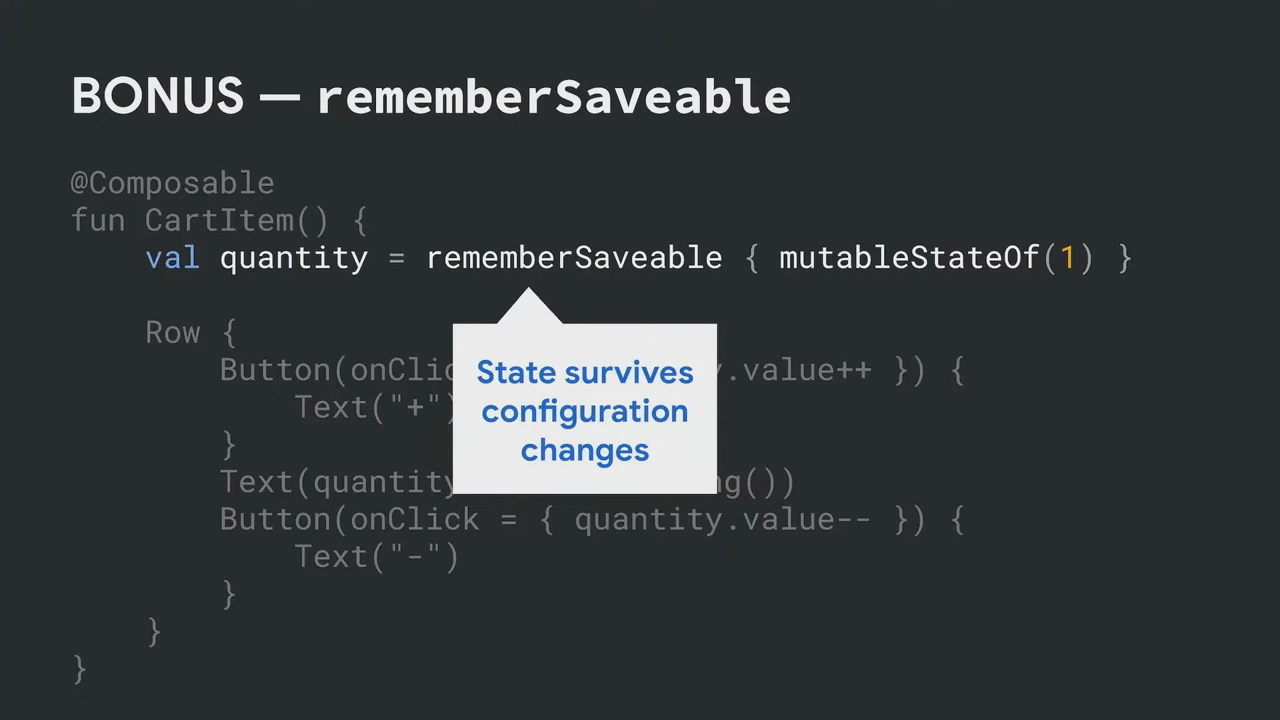 BONUS — rememberSaveable
@Composable
fun CartItem() {
val quantity = rememberSaveable { mutableStateOf(1) }
Row {
Button(onClic
.value++ }) {
Text("+")
}
Text(quantity
ng())
Button(onClick = { quantity.value-- }) {
Text("-")
}
}
}
State survives
configuration
changes